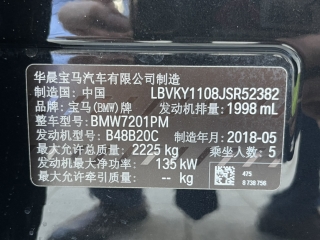 华晨宝马汽车有限公司制造
制造国: 中国 LBVKY1108JSR52382
品牌: 宝马(BMW)牌 发动机排量: 1998 mL
整车型号: BMW7201PM
发动机型号: B48B20C 制造年月: 2018-05
最大允许总质量: 2225 kg 乘坐人数: 5
发动机最大净功率: 135 kW
最大允许牵引质量: -- kg
475
8 738 758